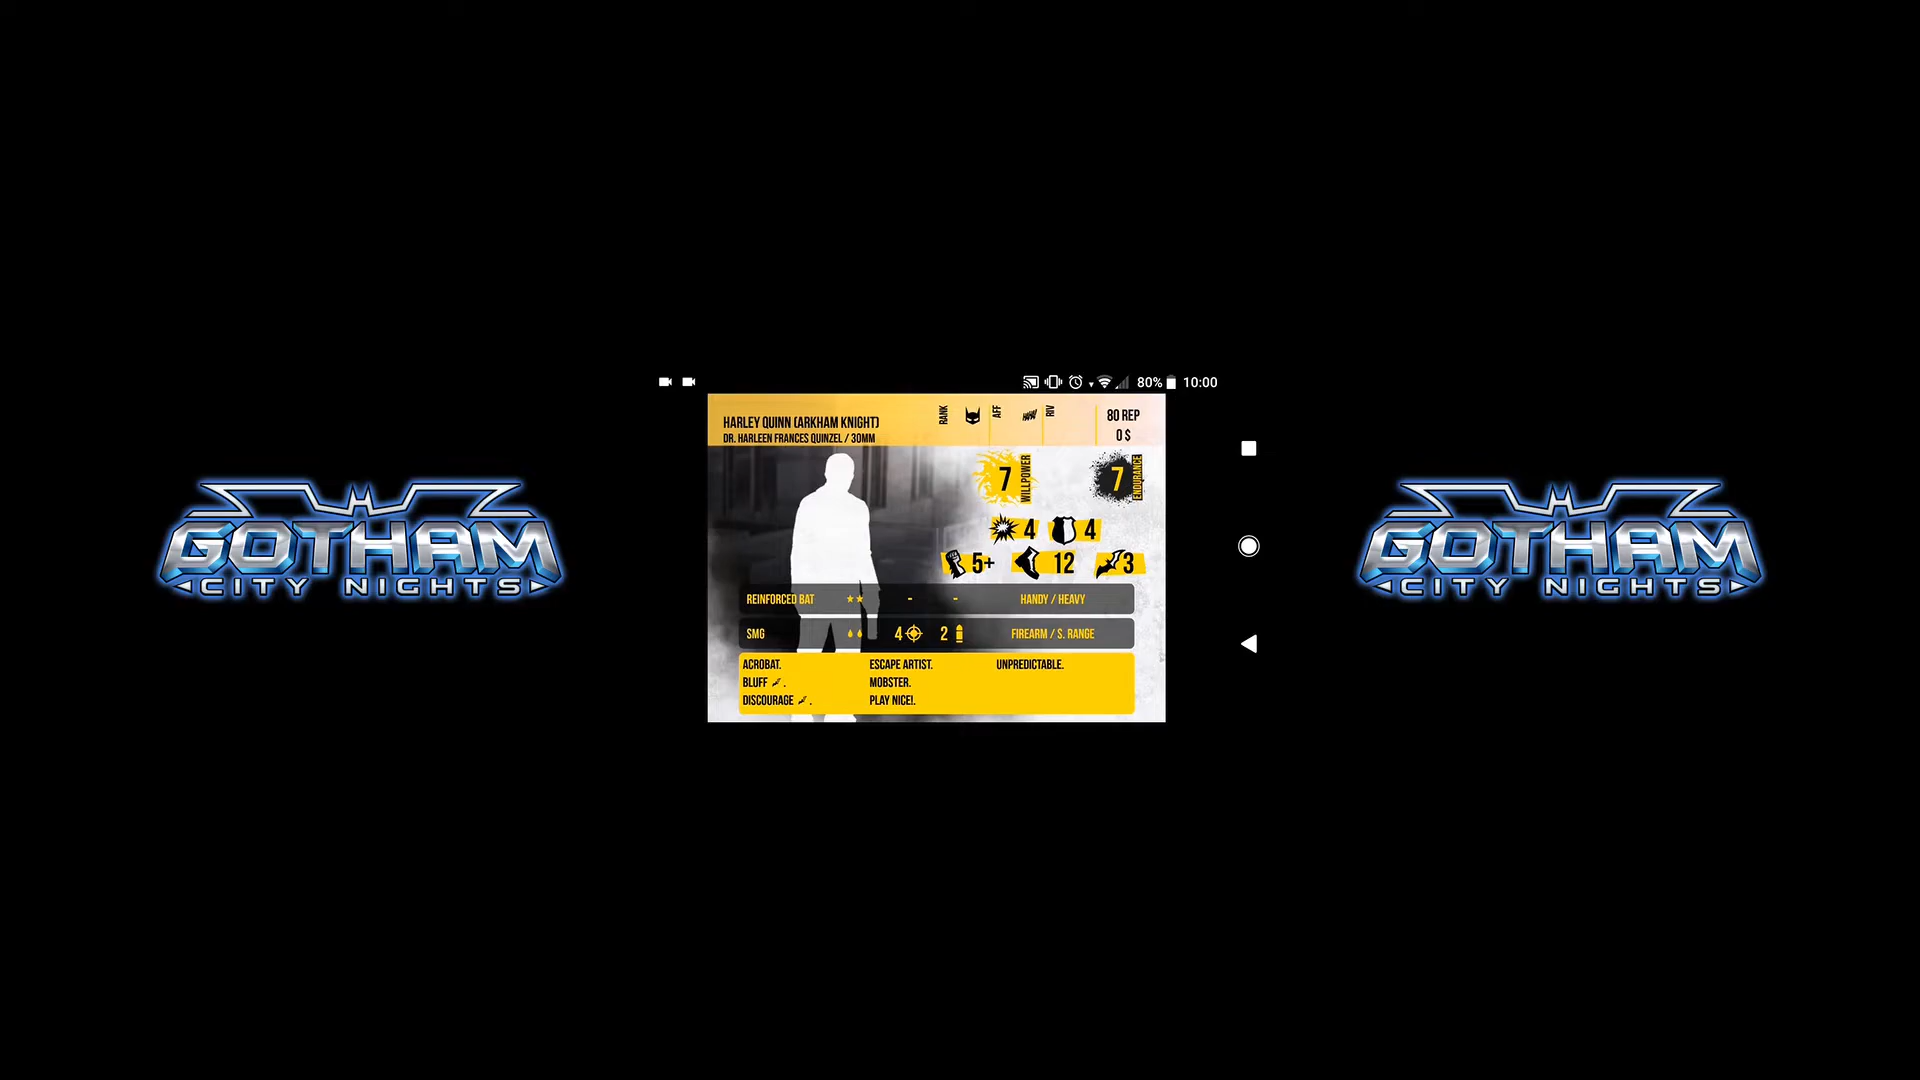 80% 10:00
HARLEY QUINN (ARKHAM KNIGHT)
DR. HARLEEN FRANCES QUINZEL / 30MM
RANK AFF RIV
80 REP
0 $
7 WILLPOWER
7 ENDURANCE
4 4
5+ 12 3
REINFORCED BAT ★★ - - HANDY / HEAVY
SMG 4 2 FIREARM / S. RANGE
ACROBAT. ESCAPE ARTIST. UNPREDICTABLE.
BLUFF . MOBSTER.
DISCOURAGE . PLAY NICE!.
GOTHAM
CITY NIGHTS
GOTHAM
CITY NIGHTS